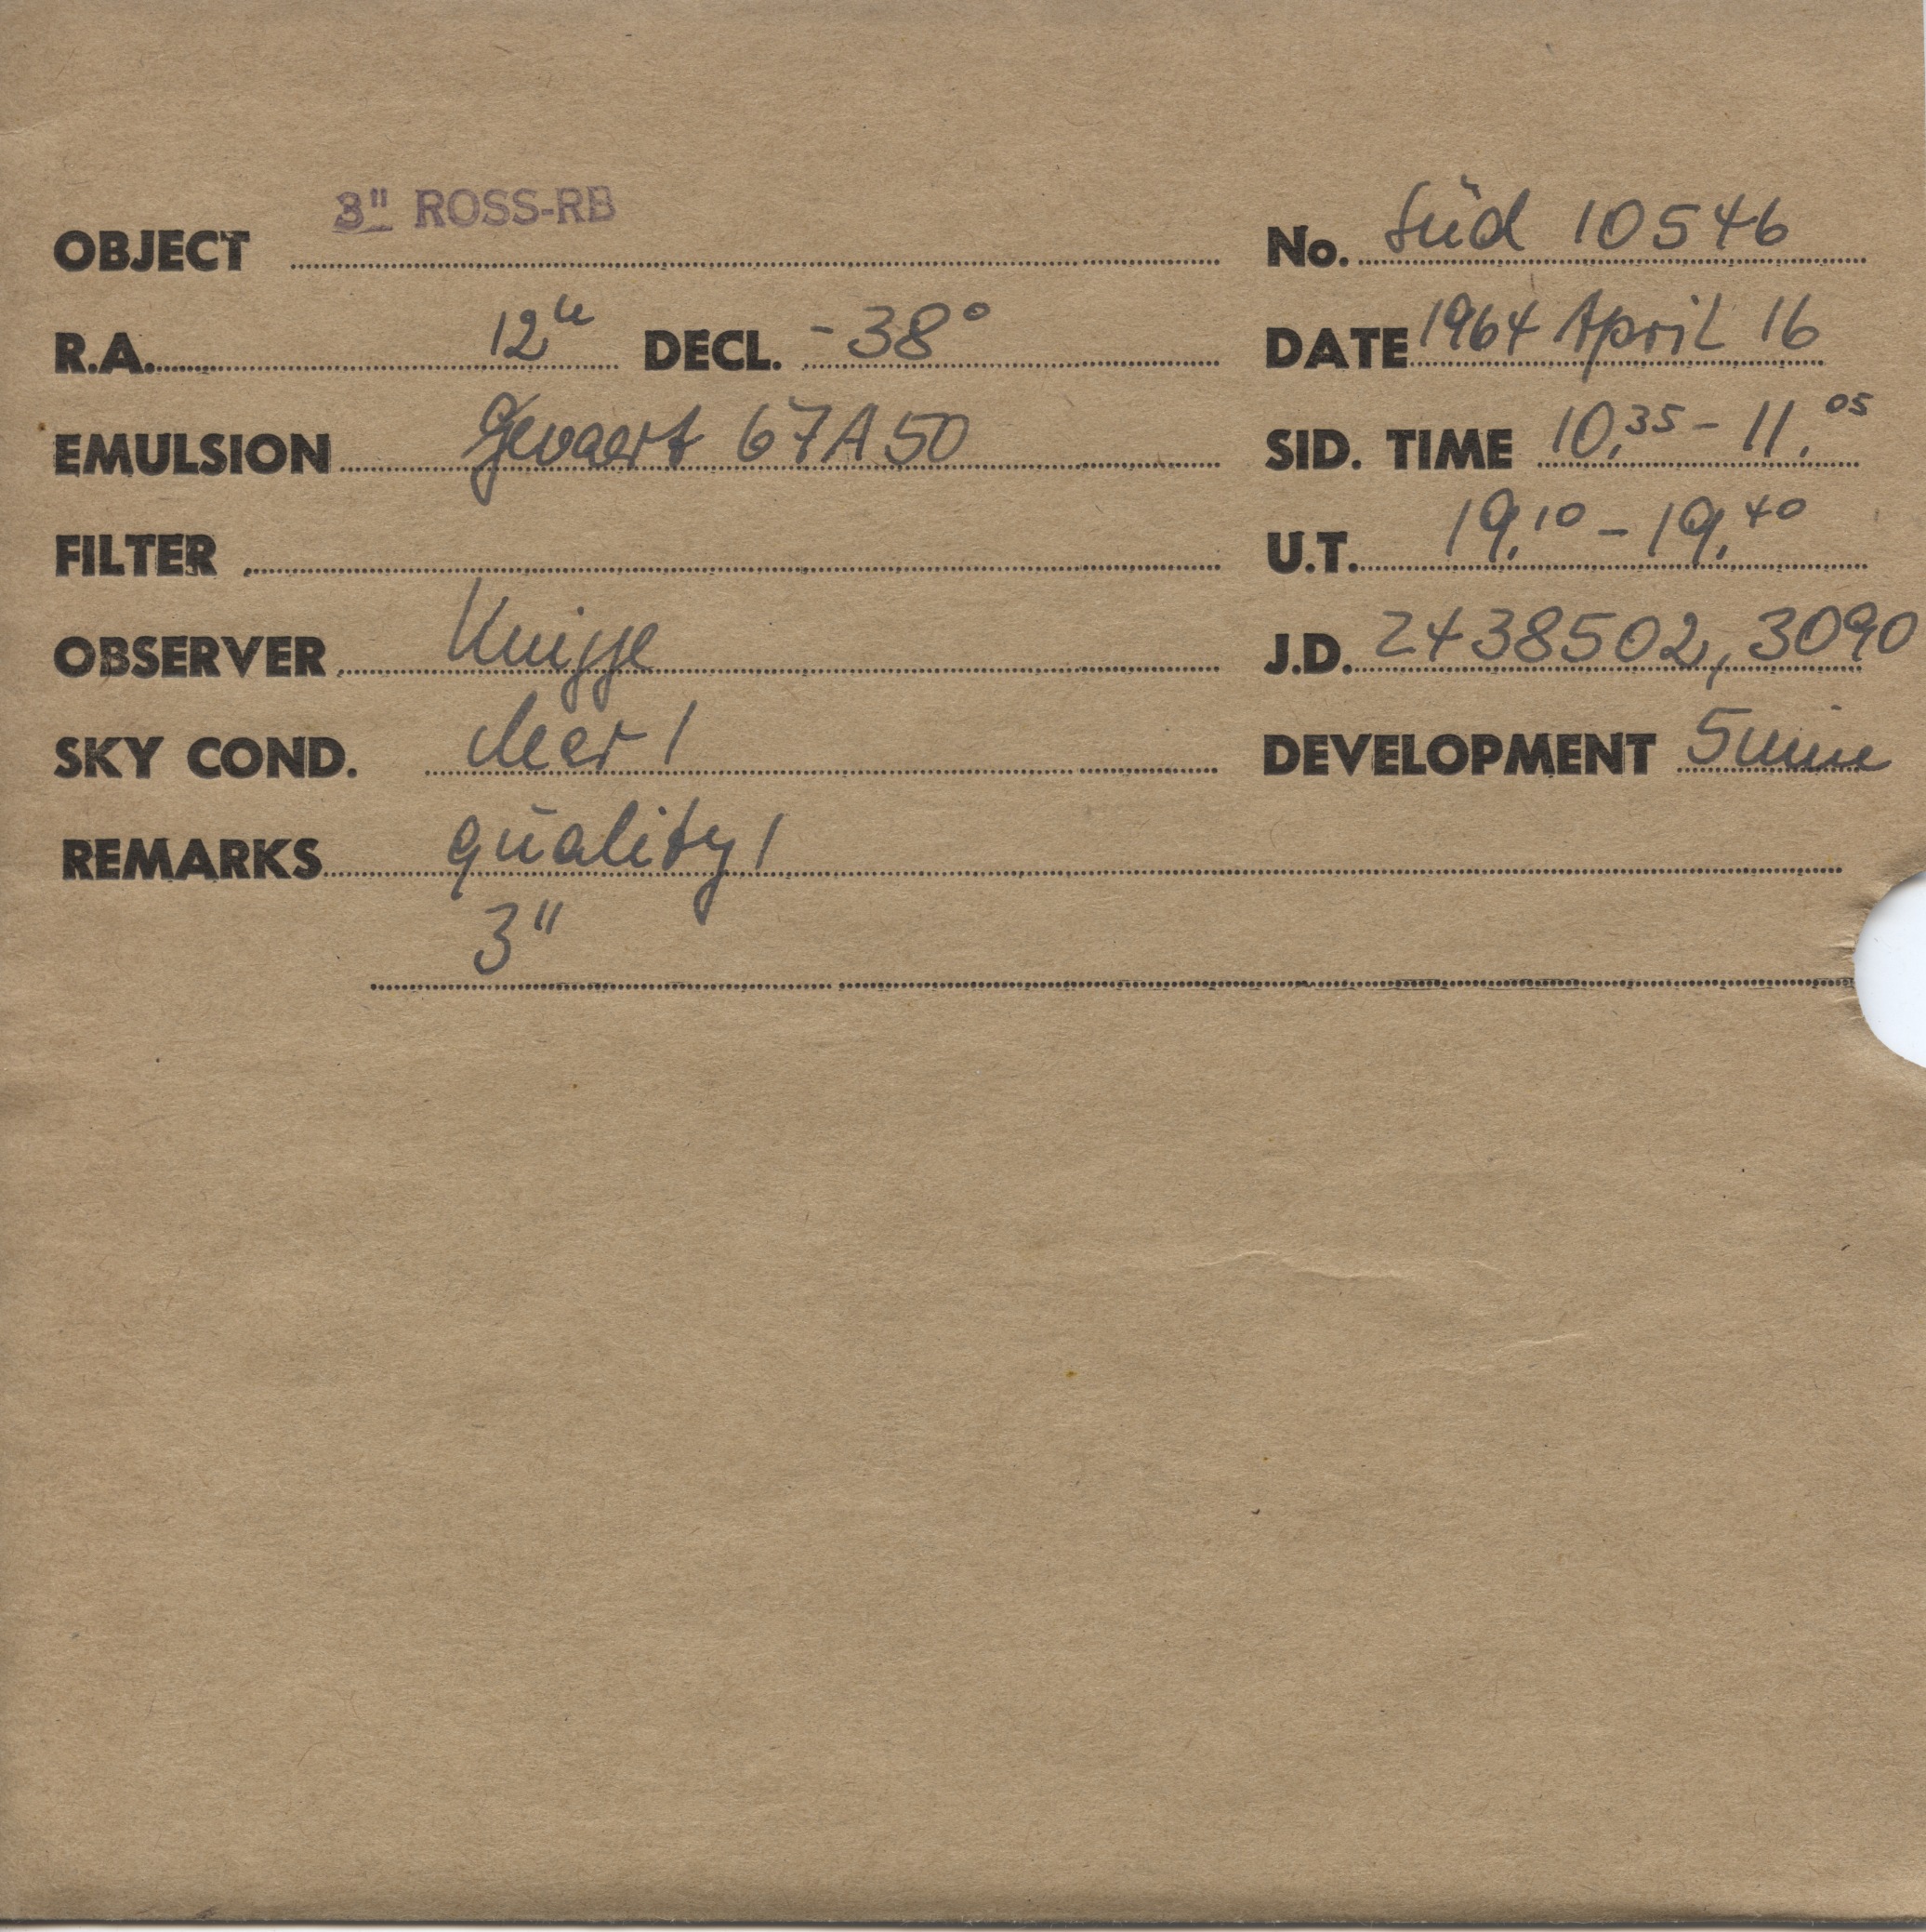 3" ROSS-RB
OBJECT No. Süd 10546
R.A. 12h DECL. -38° DATE 1964 April 16
EMULSION Gevaert 67A50 SID. TIME 10.35 - 11.05
FILTER U.T. 19.10 - 19.40
OBSERVER Knigge J.D. 2438502,3090
SKY COND. clear 1 DEVELOPMENT 5min
REMARKS quality 1
3"